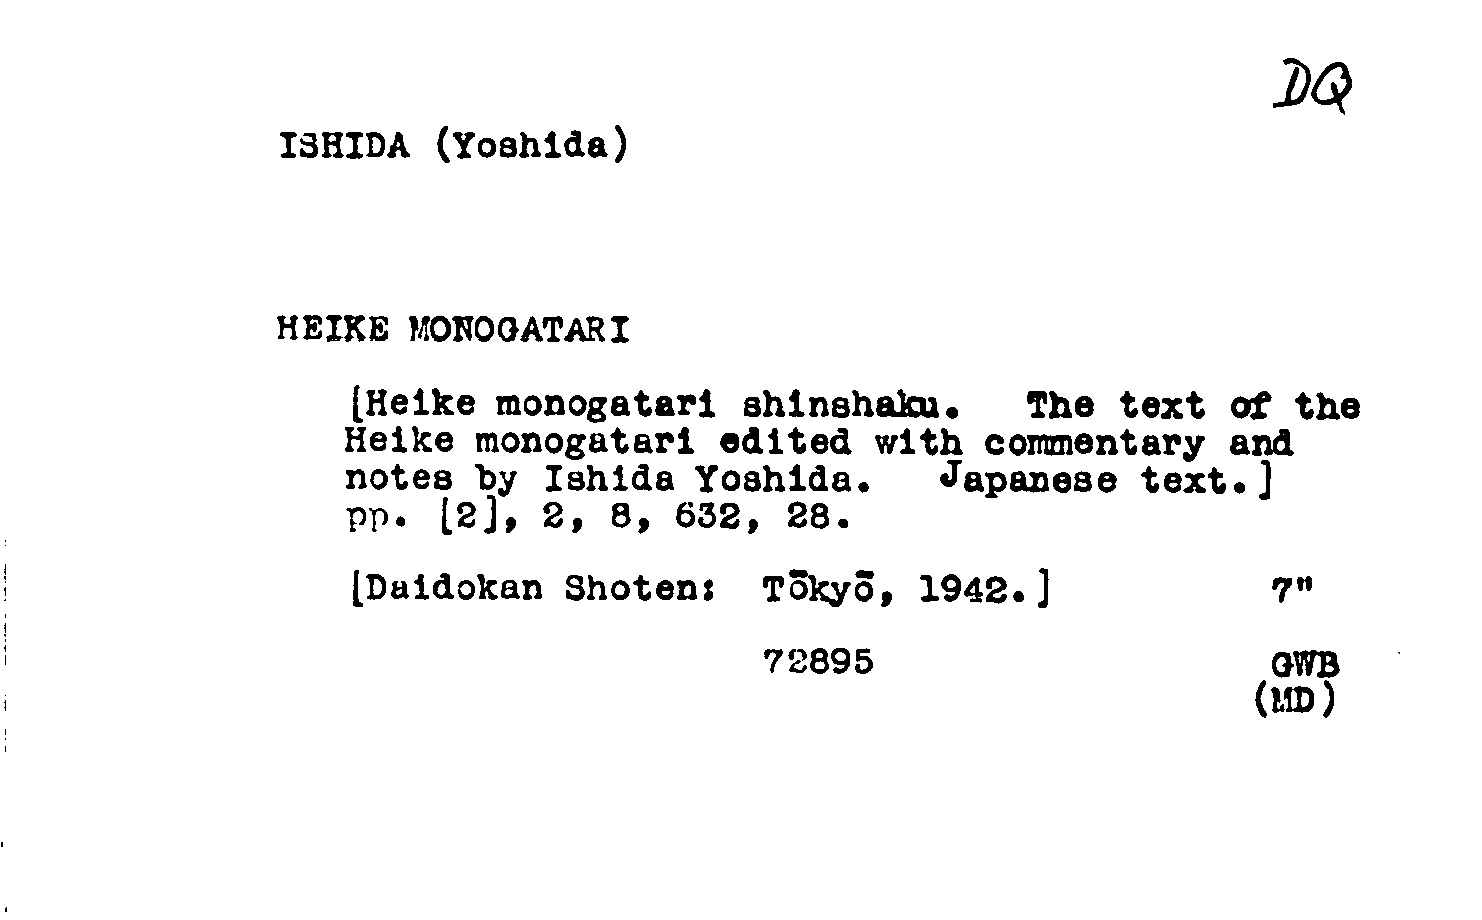 DQ
ISHIDA (Yoshida)
HEIKE MONOGATARI
[Heike monogatari shinshaku. The text of the
Heike monogatari edited with commentary and
notes by Ishida Yoshida. Japanese text.]
pp. [2], 2, 8, 632, 28.
[Daidokan Shoten: Tōkyō, 1942.] 7"
72895 GWB
(MD)